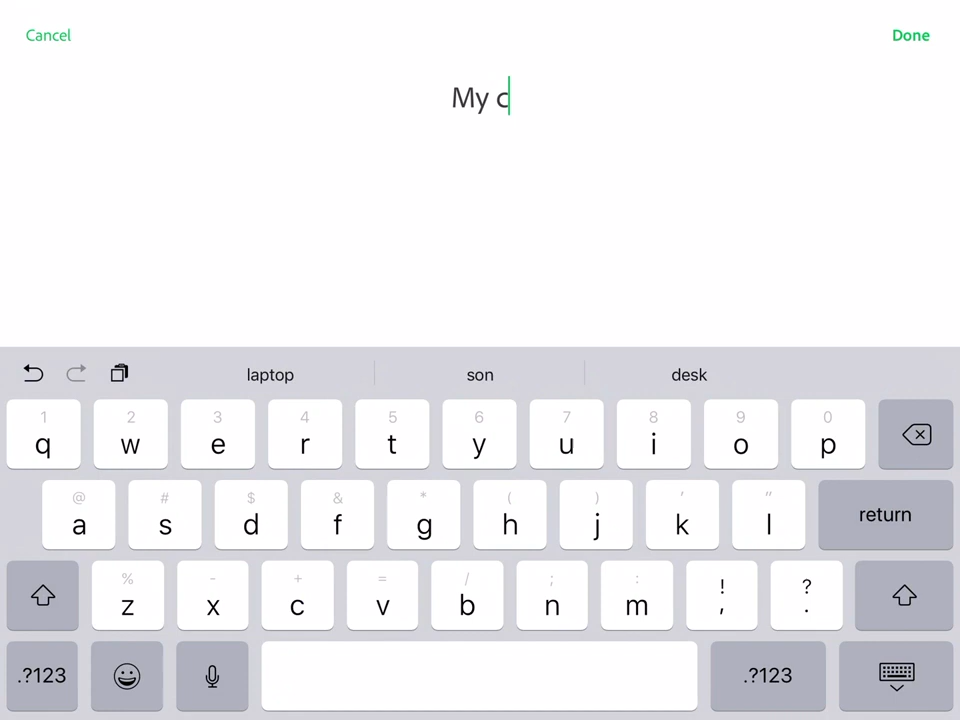 Cancel
Done
My c
laptop
son
desk
1 2 3 4 5 6 7 8 9 0
q w e r t y u i o p
@ # $ & * ( ) ' "
a s d f g h j k l return
% - + = / ; : ! ?
z x c v b n m , .
.?123 .?123